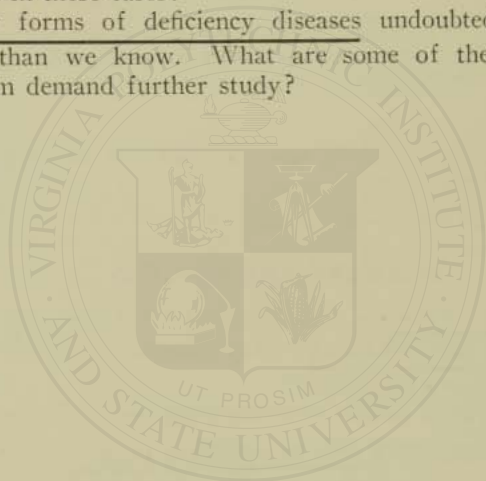 forms of deficiency diseases
than we know. What are some of the
demand further study?
VIRGINIA POLYTECHNIC INSTITUTE
AND STATE UNIVERSITY
UT PROSIM